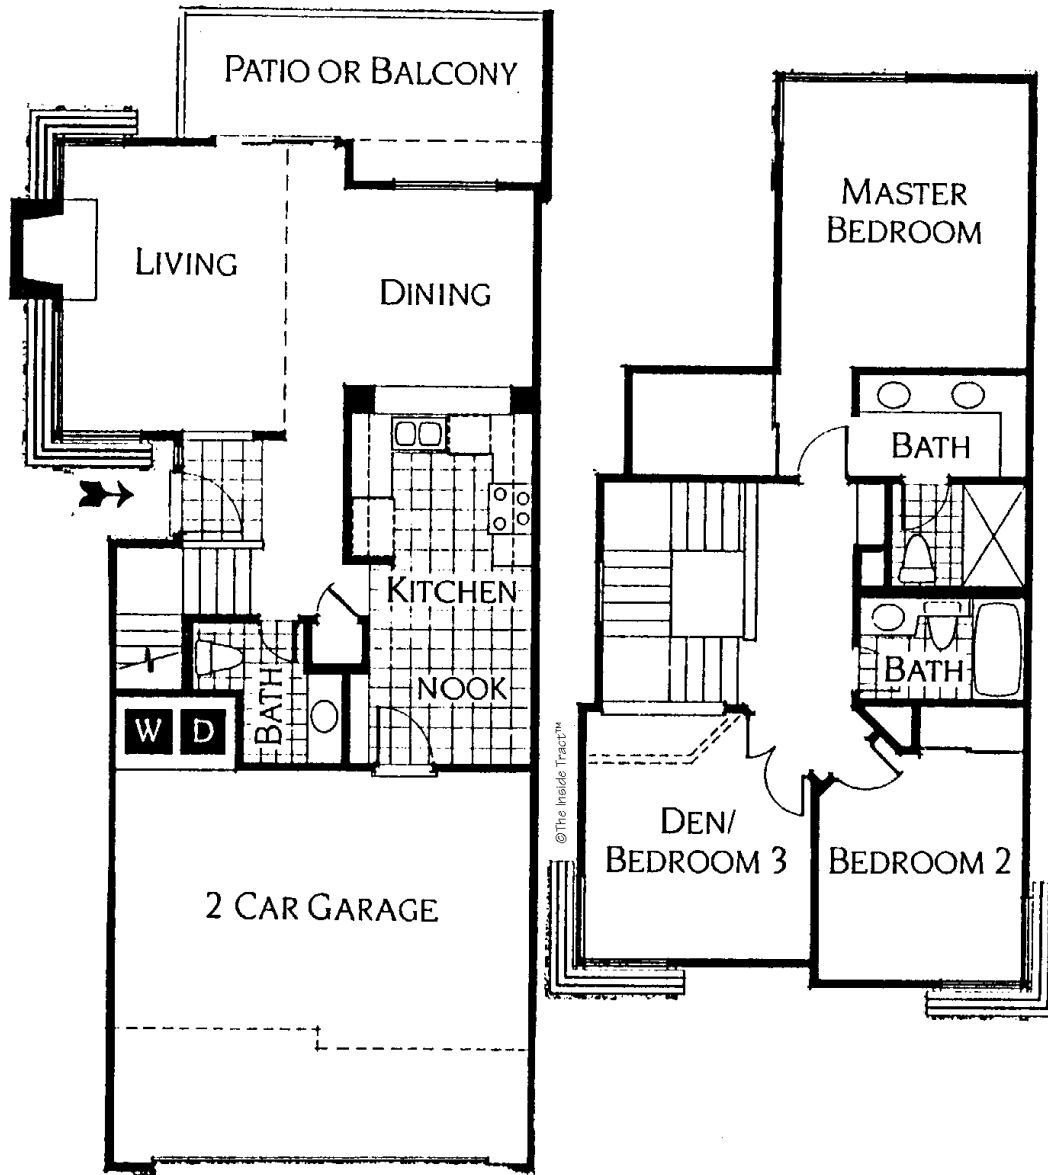 PATIO OR BALCONY
LIVING
DINING
KITCHEN
NOOK
BATH
W D
2 CAR GARAGE
©The Inside Tract™
MASTER
BEDROOM
BATH
BATH
DEN/
BEDROOM 3
BEDROOM 2